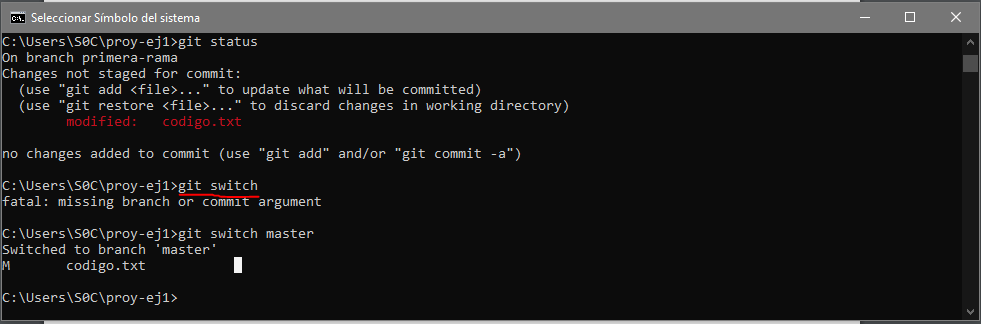 Seleccionar Símbolo del sistema
C:\Users\S0C\proy-ej1>git status
On branch primera-rama
Changes not staged for commit:
  (use "git add <file>..." to update what will be committed)
  (use "git restore <file>..." to discard changes in working directory)
        modified:   codigo.txt
no changes added to commit (use "git add" and/or "git commit -a")
C:\Users\S0C\proy-ej1>git switch
fatal: missing branch or commit argument
C:\Users\S0C\proy-ej1>git switch master
Switched to branch 'master'
M       codigo.txt
C:\Users\S0C\proy-ej1>